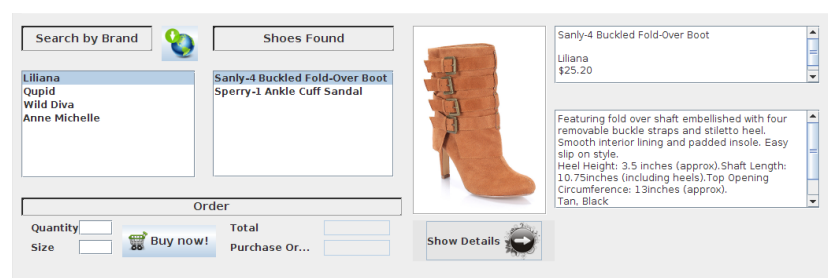 Search by Brand
Shoes Found
Liliana
Qupid
Wild Diva
Anne Michelle
Sanly-4 Buckled Fold-Over Boot
Sperry-1 Ankle Cuff Sandal
Sanly-4 Buckled Fold-Over Boot
Liliana
$25.20
Featuring fold over shaft embellished with four
removable buckle straps and stiletto heel.
Smooth interior lining and padded insole. Easy
slip on style.
Heel Height: 3.5 inches (approx).Shaft Length:
10.75inches (including heels).Top Opening
Circumference: 13inches (approx).
Tan, Black
Order
Quantity
Size
Buy now!
Total
Purchase Or...
Show Details